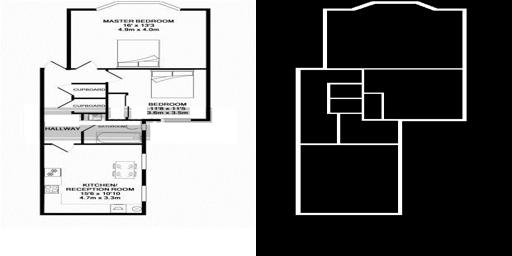 MASTER BEDROOM
16' x 13'3
4.9m x 4.0m
CUPBOARD
CUPBOARD
BEDROOM
11'8 x 11'5
3.6m x 3.5m
HALLWAY
BATHROOM
KITCHEN/
RECEPTION ROOM
15'6 x 10'10
4.7m x 3.3m